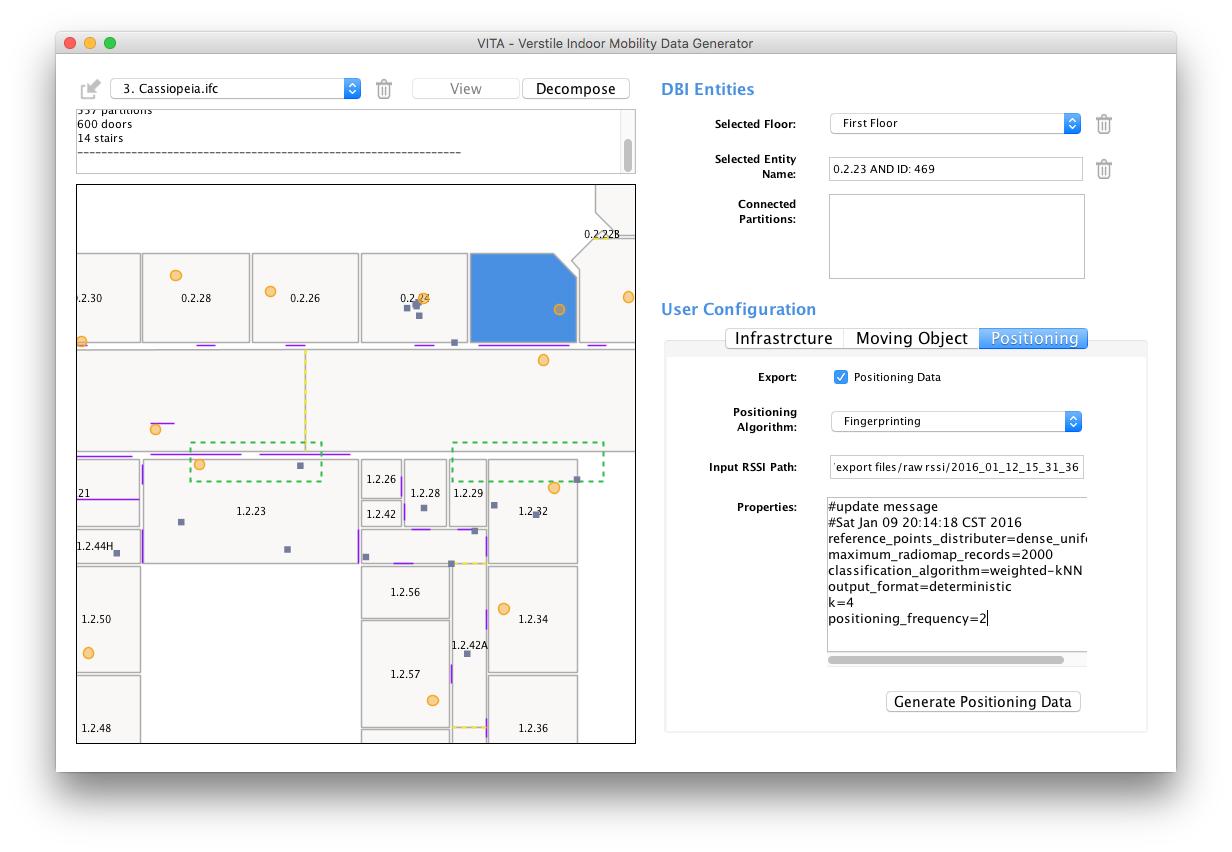 VITA - Verstile Indoor Mobility Data Generator
3. Cassiopeia.ifc
View
Decompose
537 partitions
600 doors
14 stairs
----------------------------------------------------------------
0.2.22B
0.2.30
0.2.28
0.2.26
0.2.24
21
1.2.23
1.2.26
1.2.42
1.2.28
1.2.29
1.2.32
1.2.44H
1.2.50
1.2.56
1.2.34
1.2.42A
1.2.57
1.2.48
1.2.36
DBI Entities
Selected Floor:
First Floor
Selected Entity
Name:
0.2.23 AND ID: 469
Connected
Partitions:
User Configuration
Infrastrcture
Moving Object
Positioning
Export:
Positioning Data
Positioning
Algorithm:
Fingerprinting
Input RSSI Path:
export files/raw rssi/2016_01_12_15_31_36
Properties:
#update message
#Sat Jan 09 20:14:18 CST 2016
reference_points_distributer=dense_unifo
maximum_radiomap_records=2000
classification_algorithm=weighted-kNN
output_format=deterministic
k=4
positioning_frequency=2
Generate Positioning Data